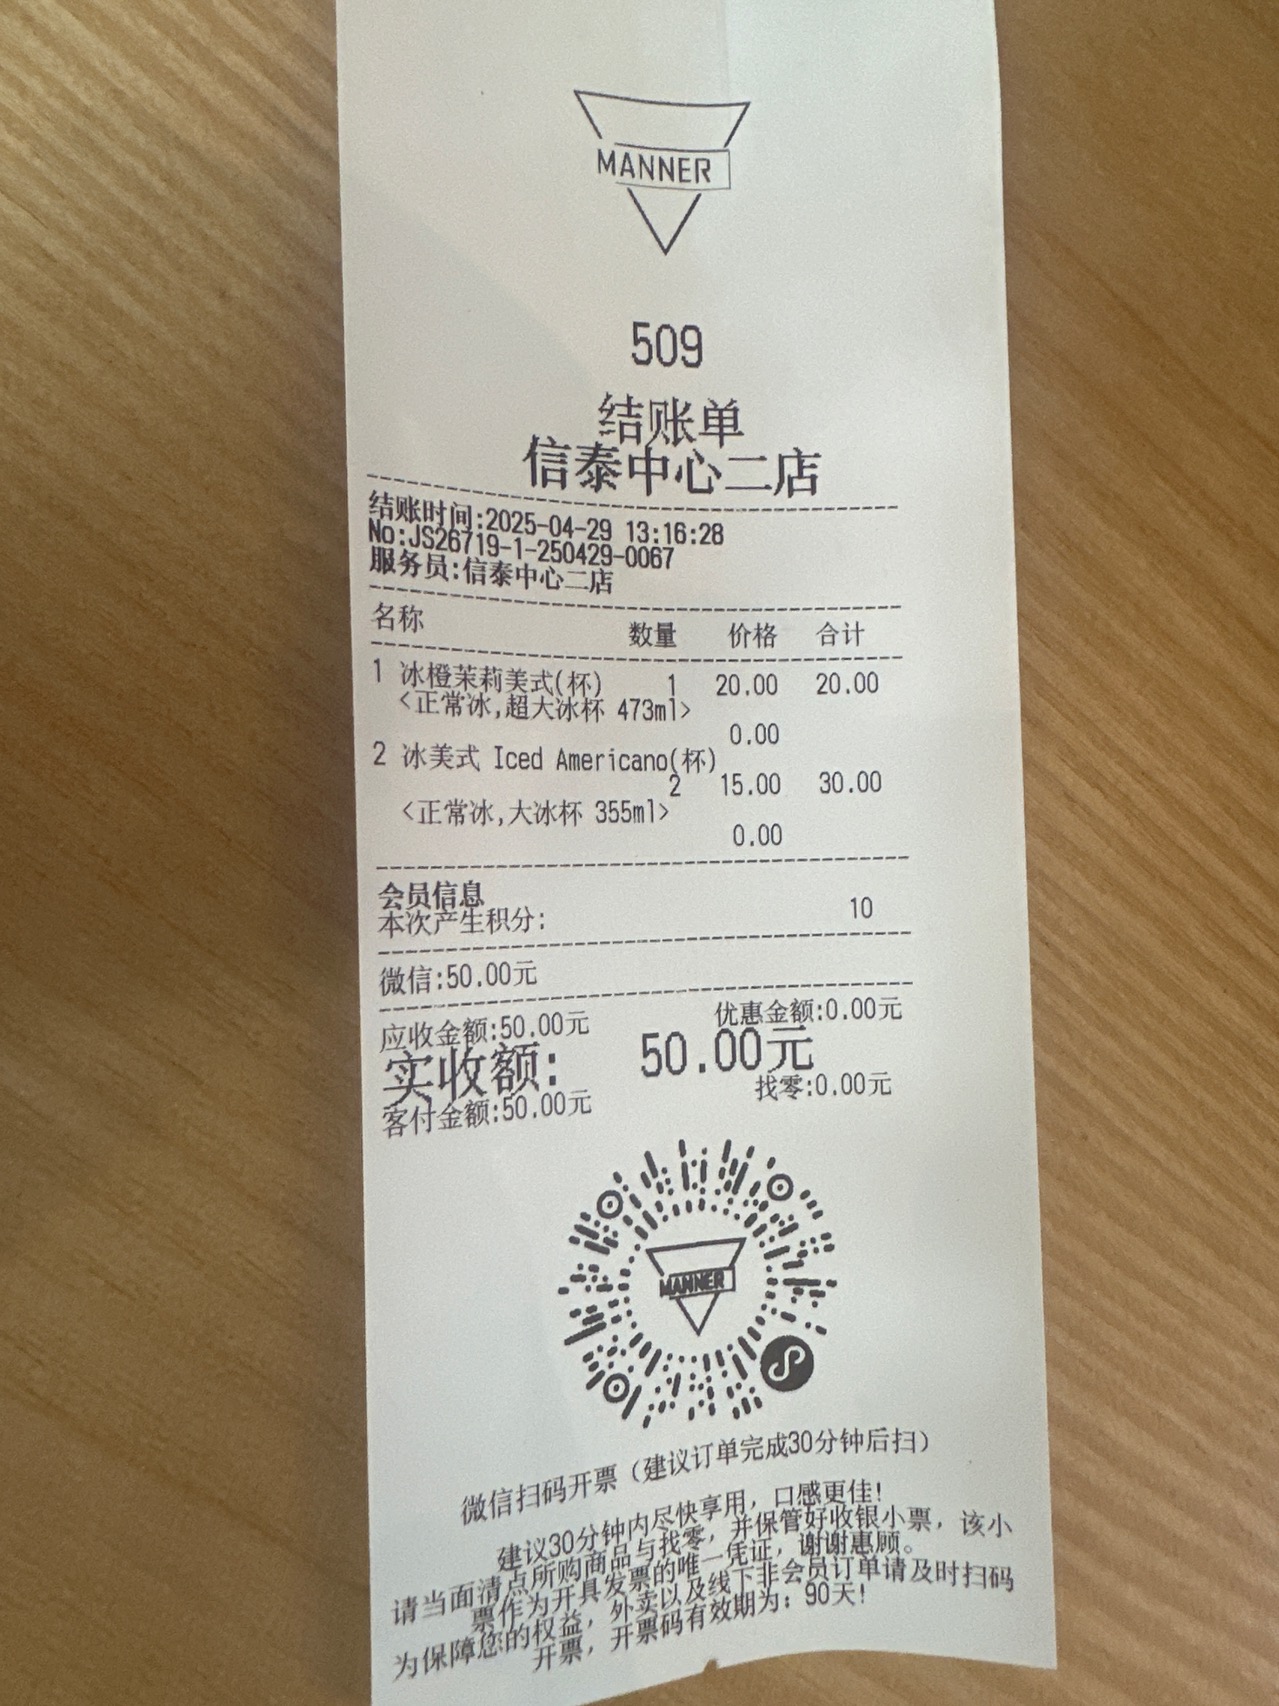 MANNER
509
结账单
信泰中心二店
结账时间:2025-04-29 13:16:28
No:JS26719-1-250429-0067
服务员:信泰中心二店
名称 数量 价格 合计
1 冰橙茉莉美式(杯) 1 20.00 20.00
<正常冰,超大冰杯 473ml>
0.00
2 冰美式 Iced Americano(杯)
2 15.00 30.00
<正常冰,大冰杯 355ml>
0.00
会员信息
本次产生积分: 10
微信:50.00元
应收金额:50.00元 优惠金额:0.00元
实收额: 50.00元
客付金额:50.00元 找零:0.00元
MANNER
微信扫码开票（建议订单完成30分钟后扫）
建议30分钟内尽快享用，口感更佳!
请当面清点所购商品与找零，并保管好收银小票，该小
票作为开具发票的唯一凭证，谢谢惠顾。
为保障您的权益，外卖以及线下非会员订单请及时扫码
开票，开票码有效期为：90天!